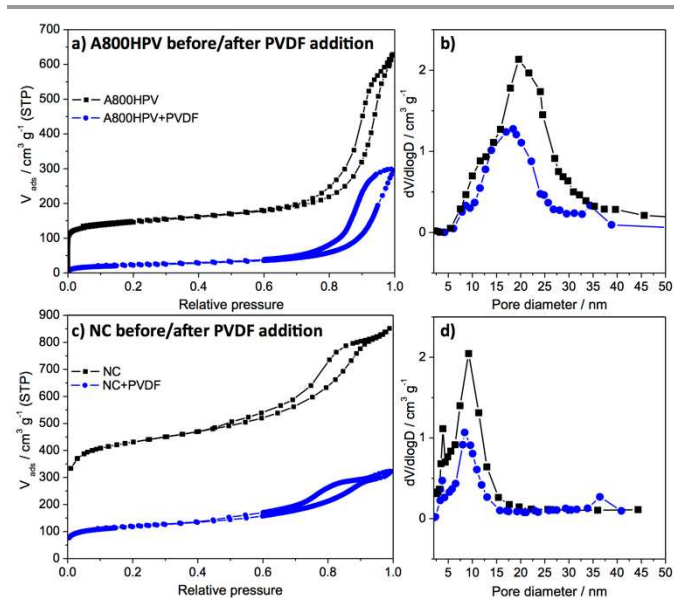 a) A800HPV before/after PVDF addition
b)
700
600
500
400
300
200
100
0
A800HPV
A800HPV+PVDF
V ads / cm³ g⁻¹ (STP)
0.0 0.2 0.4 0.6 0.8 1.0
Relative pressure
2
1
0
dV/dlogD / cm³ g⁻¹
5 10 15 20 25 30 35 40 45 50
Pore diameter / nm
c) NC before/after PVDF addition
d)
900
800
700
600
500
400
300
200
100
0
NC
NC+PVDF
V ads / cm³ g⁻¹ (STP)
0.0 0.2 0.4 0.6 0.8 1.0
Relative pressure
2
1
0
dV/dlogD / cm³ g⁻¹
5 10 15 20 25 30 35 40 45 50
Pore diameter / nm